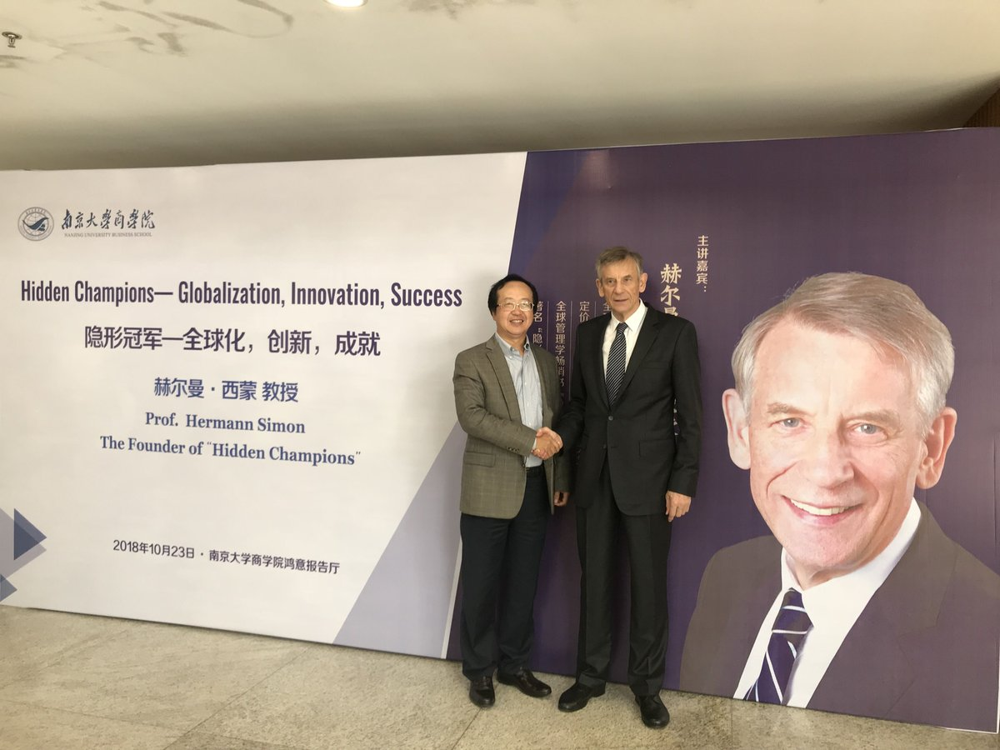 南京大学商学院
NANJING UNIVERSITY BUSINESS SCHOOL
Hidden Champions— Globalization, Innovation, Success
隐形冠军—全球化，创新，成就
赫尔曼·西蒙 教授
Prof. Hermann Simon
The Founder of "Hidden Champions"
2018年10月23日·南京大学商学院鸿意报告厅
主讲嘉宾：
赫尔曼
全
定价
全球管理学畅销书
著名“隐